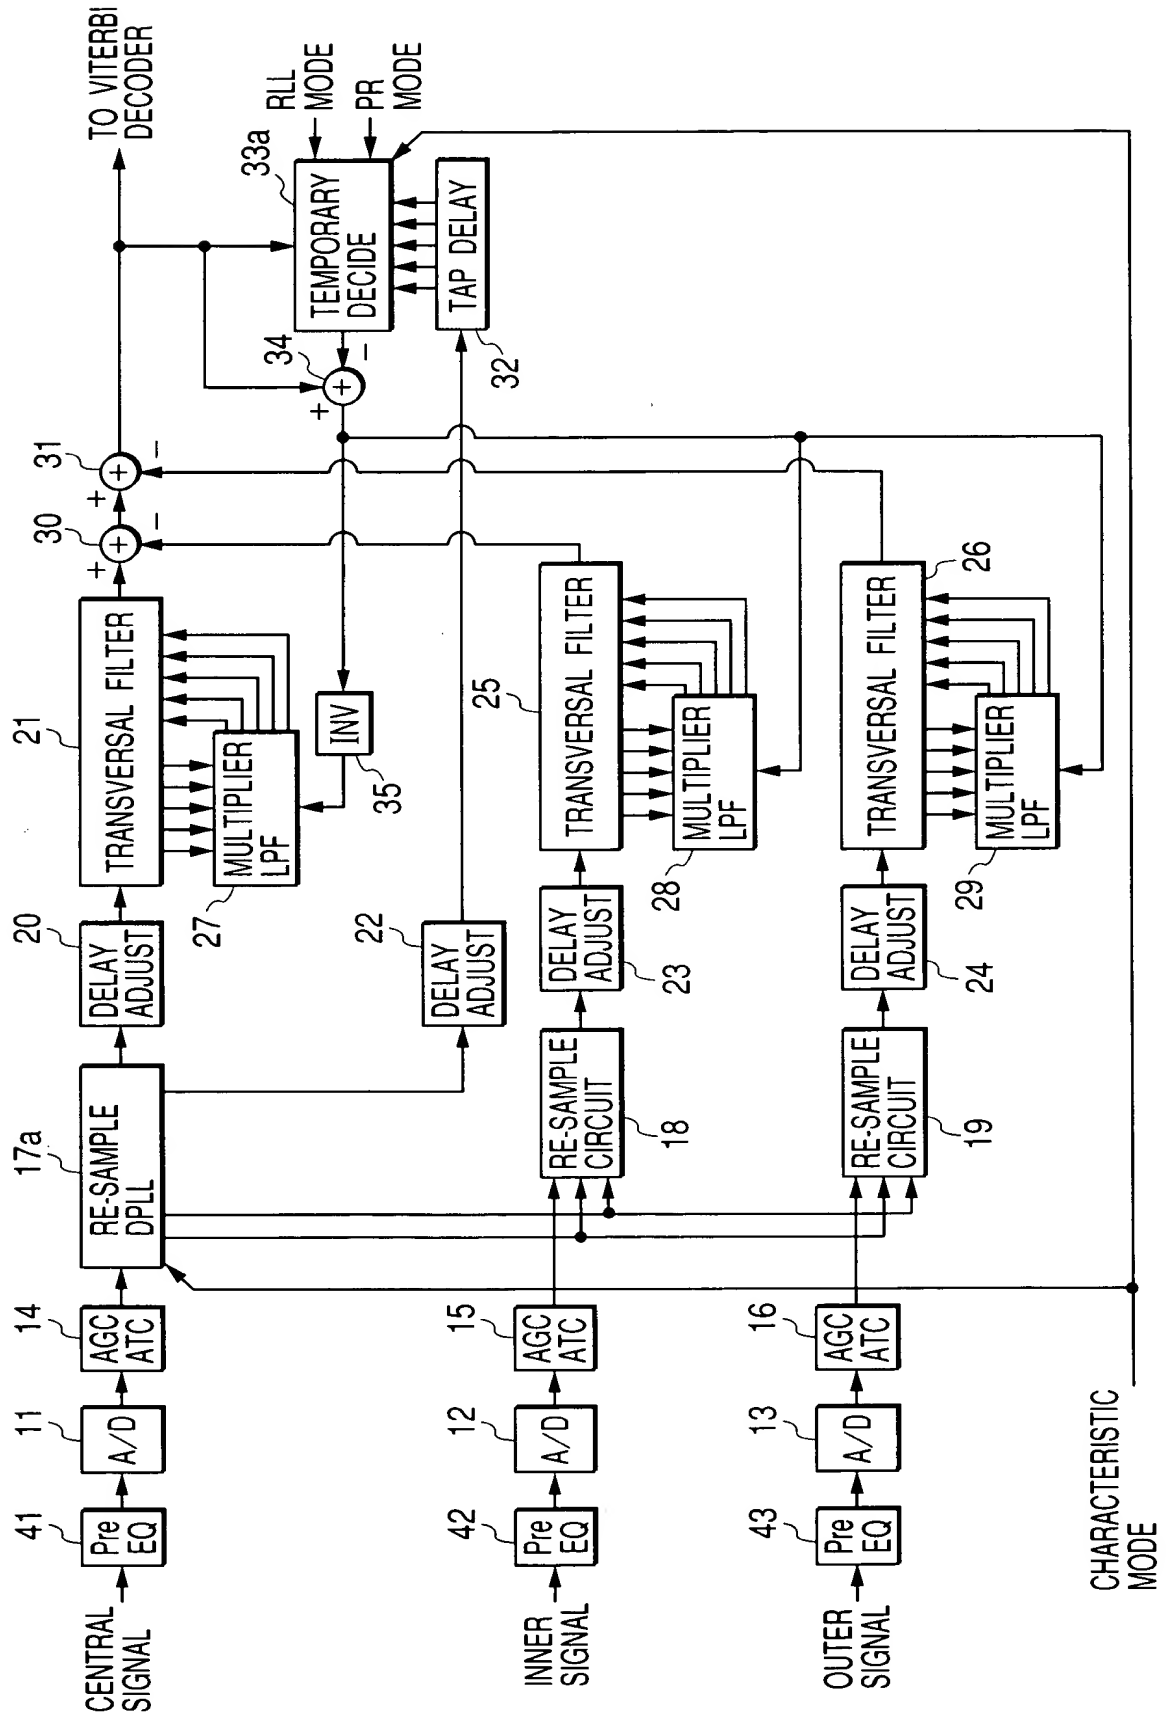 CENTRAL
SIGNAL
41
Pre
EQ
11
A/D
14
AGC
ATC
17a
RE-SAMPLE
DPLL
20
DELAY
ADJUST
21
TRANSVERSAL FILTER
27
MULTIPLIER
LPF
30
+
+
−
31
+
+
−
TO VITERBI
DECODER
35
INV
22
DELAY
ADJUST
34
+
+
−
33a
TEMPORARY
DECIDE
RLL
MODE
PR
MODE
32
TAP DELAY
INNER
SIGNAL
42
Pre
EQ
12
A/D
15
AGC
ATC
RE-SAMPLE
CIRCUIT
18
DELAY
ADJUST
23
25
TRANSVERSAL FILTER
MULTIPLIER
LPF
28
OUTER
SIGNAL
43
Pre
EQ
13
A/D
16
AGC
ATC
RE-SAMPLE
CIRCUIT
19
DELAY
ADJUST
24
TRANSVERSAL FILTER
26
MULTIPLIER
LPF
29
CHARACTERISTIC
MODE